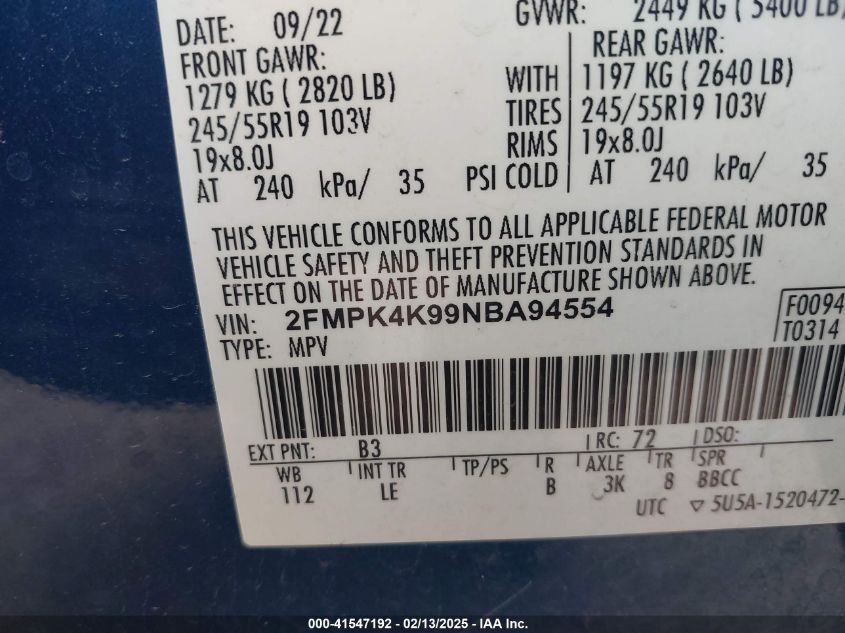 DATE: 09/22 GVWR: 2449 KG ( 5400 LB)
FRONT GAWR: REAR GAWR:
1279 KG ( 2820 LB) WITH 1197 KG ( 2640 LB)
245/55R19 103V TIRES 245/55R19 103V
19x8.0J RIMS 19x8.0J
AT 240 kPa/ 35 PSI COLD AT 240 kPa/ 35
THIS VEHICLE CONFORMS TO ALL APPLICABLE FEDERAL MOTOR
VEHICLE SAFETY AND THEFT PREVENTION STANDARDS IN
EFFECT ON THE DATE OF MANUFACTURE SHOWN ABOVE.
VIN: 2FMPK4K99NBA94554 F0094
TYPE: MPV T0314
EXT PNT: B3 RC: 72 DSO:
WB INT TR TP/PS R AXLE TR SPR
112 LE B 3K 8 BBCC
UTC ▽ 5U5A-1520472-
000-41547192 - 02/13/2025 - IAA Inc.